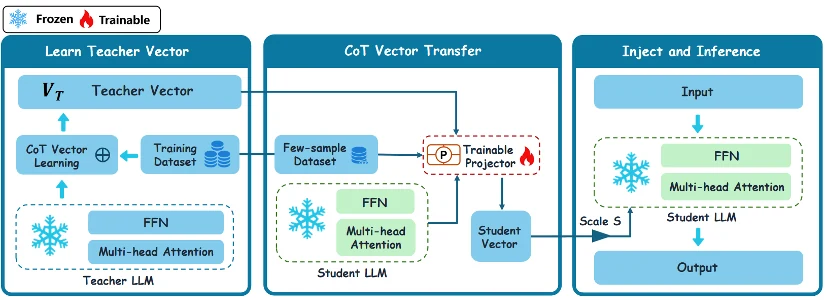 Frozen
Trainable
Learn Teacher Vector
V_T
Teacher Vector
CoT Vector
Learning
Training
Dataset
FFN
Multi-head Attention
Teacher LLM
CoT Vector Transfer
Few-sample
Dataset
P
Trainable
Projector
FFN
Multi-head
Attention
Student LLM
Student
Vector
Scale S
Inject and Inference
Input
FFN
Multi-head Attention
Student LLM
Output